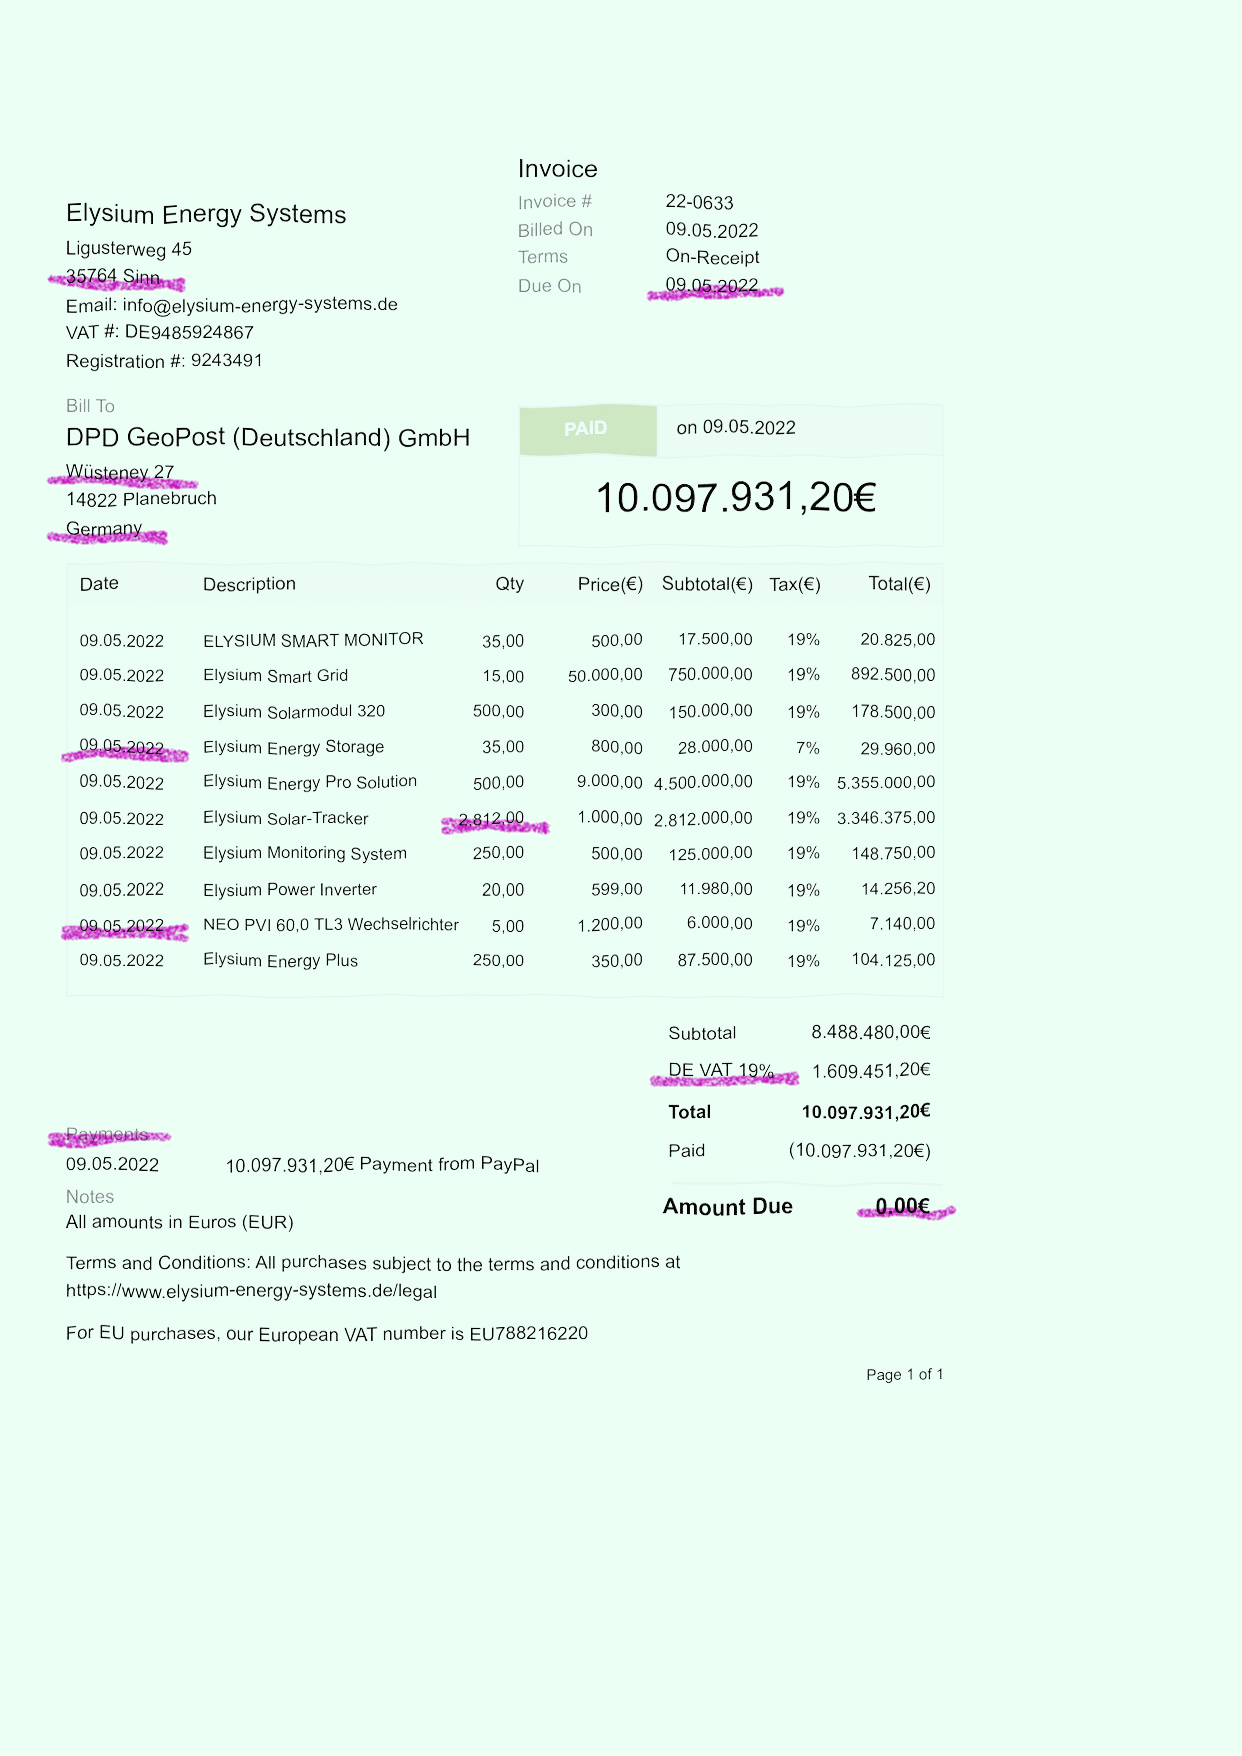 Invoice
Invoice # 22-0633
Billed On 09.05.2022
Terms On-Receipt
Due On 09.05.2022
Elysium Energy Systems
Ligusterweg 45
35764 Sinn
Email: info@elysium-energy-systems.de
VAT #: DE9485924867
Registration #: 9243491
Bill To
DPD GeoPost (Deutschland) GmbH
Wüsteney 27
14822 Planebruch
Germany
PAID on 09.05.2022
10.097.931,20€
Date Description Qty Price(€) Subtotal(€) Tax(€) Total(€)
09.05.2022 ELYSIUM SMART MONITOR 35,00 500,00 17.500,00 19% 20.825,00
09.05.2022 Elysium Smart Grid 15,00 50.000,00 750.000,00 19% 892.500,00
09.05.2022 Elysium Solarmodul 320 500,00 300,00 150.000,00 19% 178.500,00
09.05.2022 Elysium Energy Storage 35,00 800,00 28.000,00 7% 29.960,00
09.05.2022 Elysium Energy Pro Solution 500,00 9.000,00 4.500.000,00 19% 5.355.000,00
09.05.2022 Elysium Solar-Tracker 2.812,00 1.000,00 2.812.000,00 19% 3.346.375,00
09.05.2022 Elysium Monitoring System 250,00 500,00 125.000,00 19% 148.750,00
09.05.2022 Elysium Power Inverter 20,00 599,00 11.980,00 19% 14.256,20
09.05.2022 NEO PVI 60,0 TL3 Wechselrichter 5,00 1.200,00 6.000,00 19% 7.140,00
09.05.2022 Elysium Energy Plus 250,00 350,00 87.500,00 19% 104.125,00
Subtotal 8.488.480,00€
DE VAT 19% 1.609.451,20€
Total 10.097.931,20€
Paid (10.097.931,20€)
Amount Due 0.00€
Payments
09.05.2022 10.097.931,20€ Payment from PayPal
Notes
All amounts in Euros (EUR)
Terms and Conditions: All purchases subject to the terms and conditions at
https://www.elysium-energy-systems.de/legal
For EU purchases, our European VAT number is EU788216220
Page 1 of 1